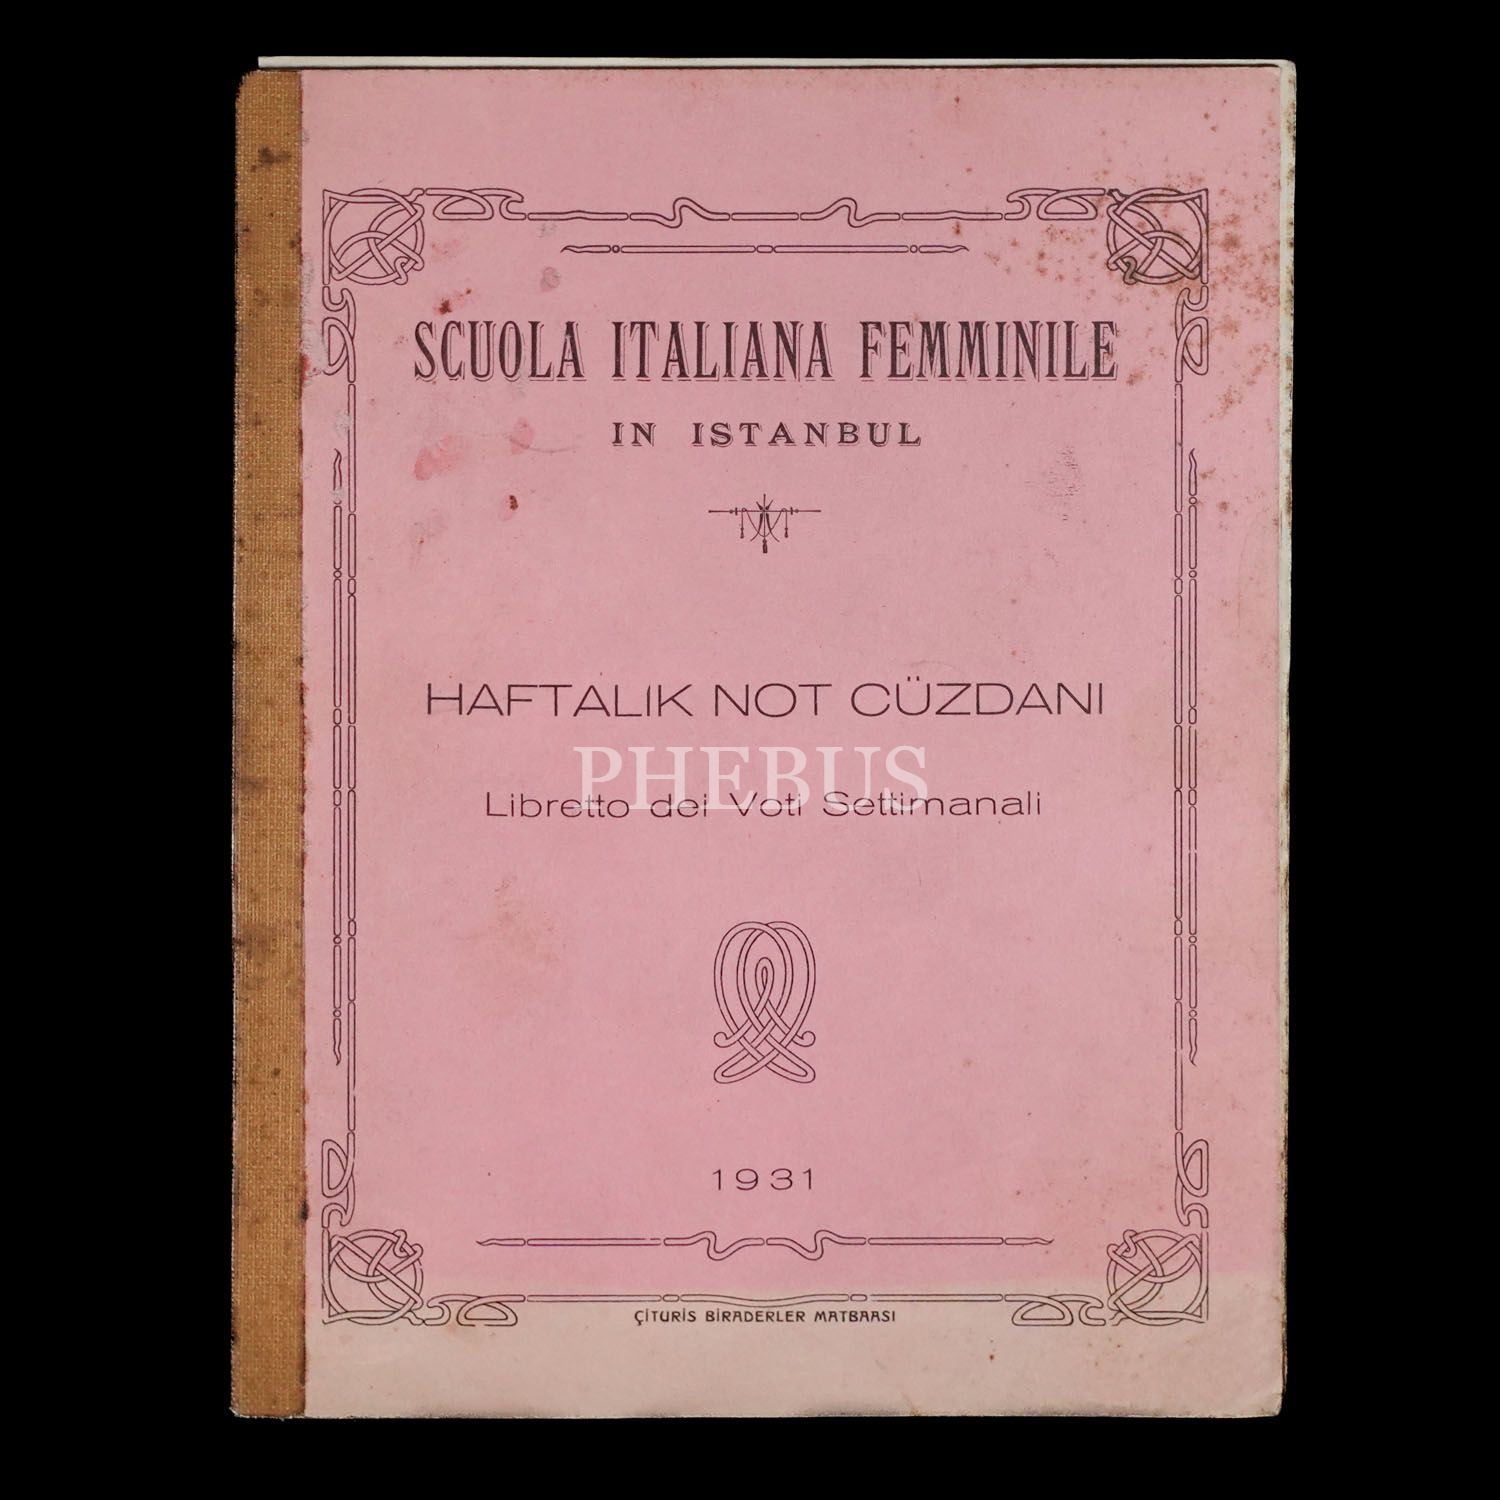 SCUOLA ITALIANA FEMMINILE
IN ISTANBUL
HAFTALIK NOT CÜZDANI
PHEBUS
Libretto dei Voti Settimanali
1931
ÇITURIS BIRADERLER MATBAASI